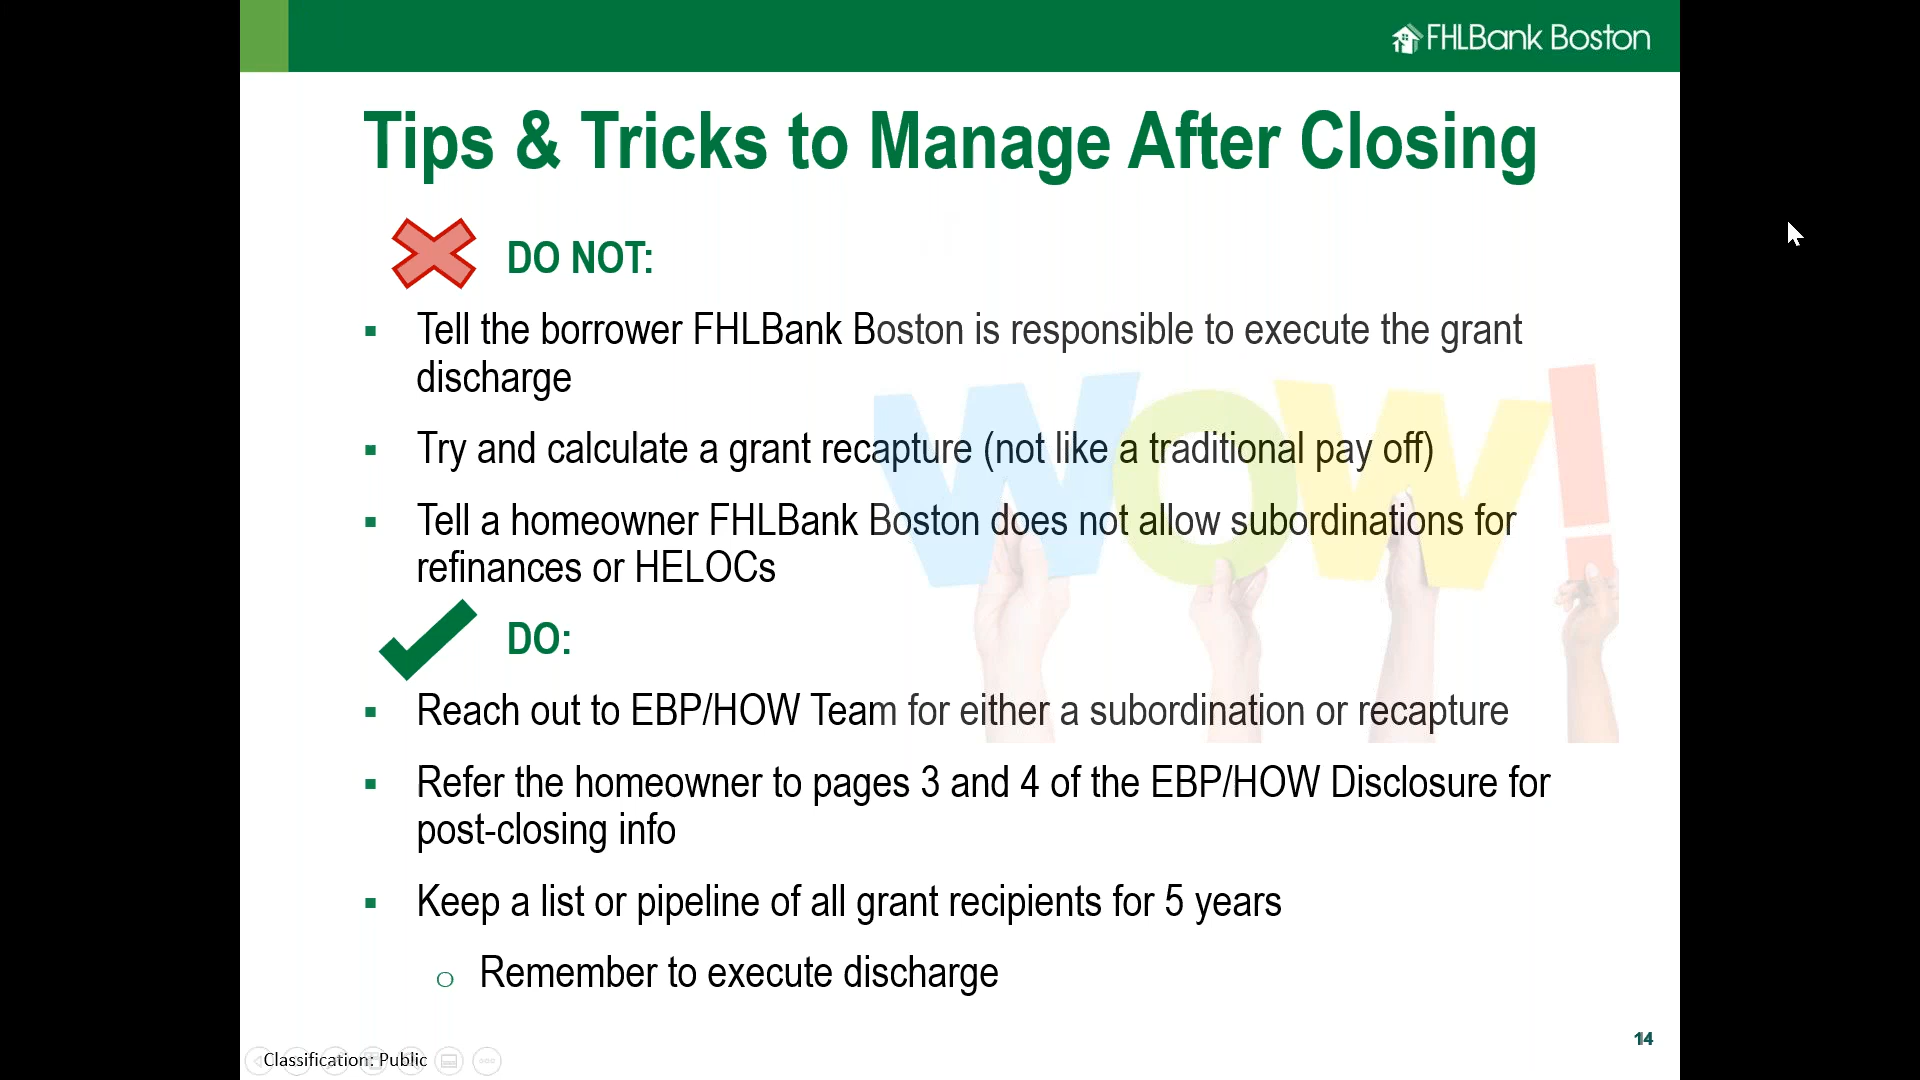 FHLBank Boston
Tips & Tricks to Manage After Closing
DO NOT:
Tell the borrower FHLBank Boston is responsible to execute the grant
discharge
Try and calculate a grant recapture (not like a traditional pay off)
Tell a homeowner FHLBank Boston does not allow subordinations for
refinances or HELOCs
WOW!
DO:
Reach out to EBP/HOW Team for either a subordination or recapture
Refer the homeowner to pages 3 and 4 of the EBP/HOW Disclosure for
post-closing info
Keep a list or pipeline of all grant recipients for 5 years
Remember to execute discharge
14
Classification: Public